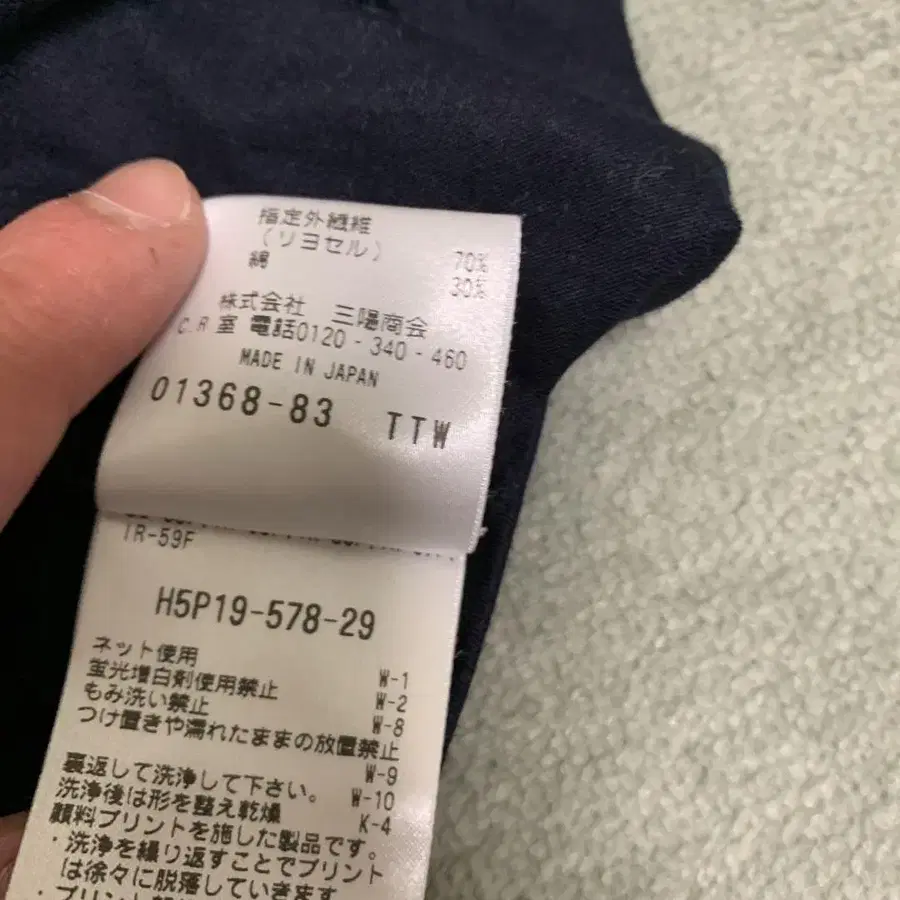 指定外繊維
(リヨセル) 70%
綿 30%
株式会社 三陽商会
C.R室 電話0120-340-460
MADE IN JAPAN
01368-83 TTW
IR-59F
H5P19-578-29
ネット使用 W-1
蛍光増白剤使用禁止 W-2
もみ洗い禁止 W-8
つけ置きや濡れたままの放置禁止
W-9
裏返して洗浄して下さい。 W-10
洗浄後は形を整え乾燥 K-4
顔料プリントを施した製品です。
・洗浄を繰り返すことでプリント
は徐々に脱落していきます